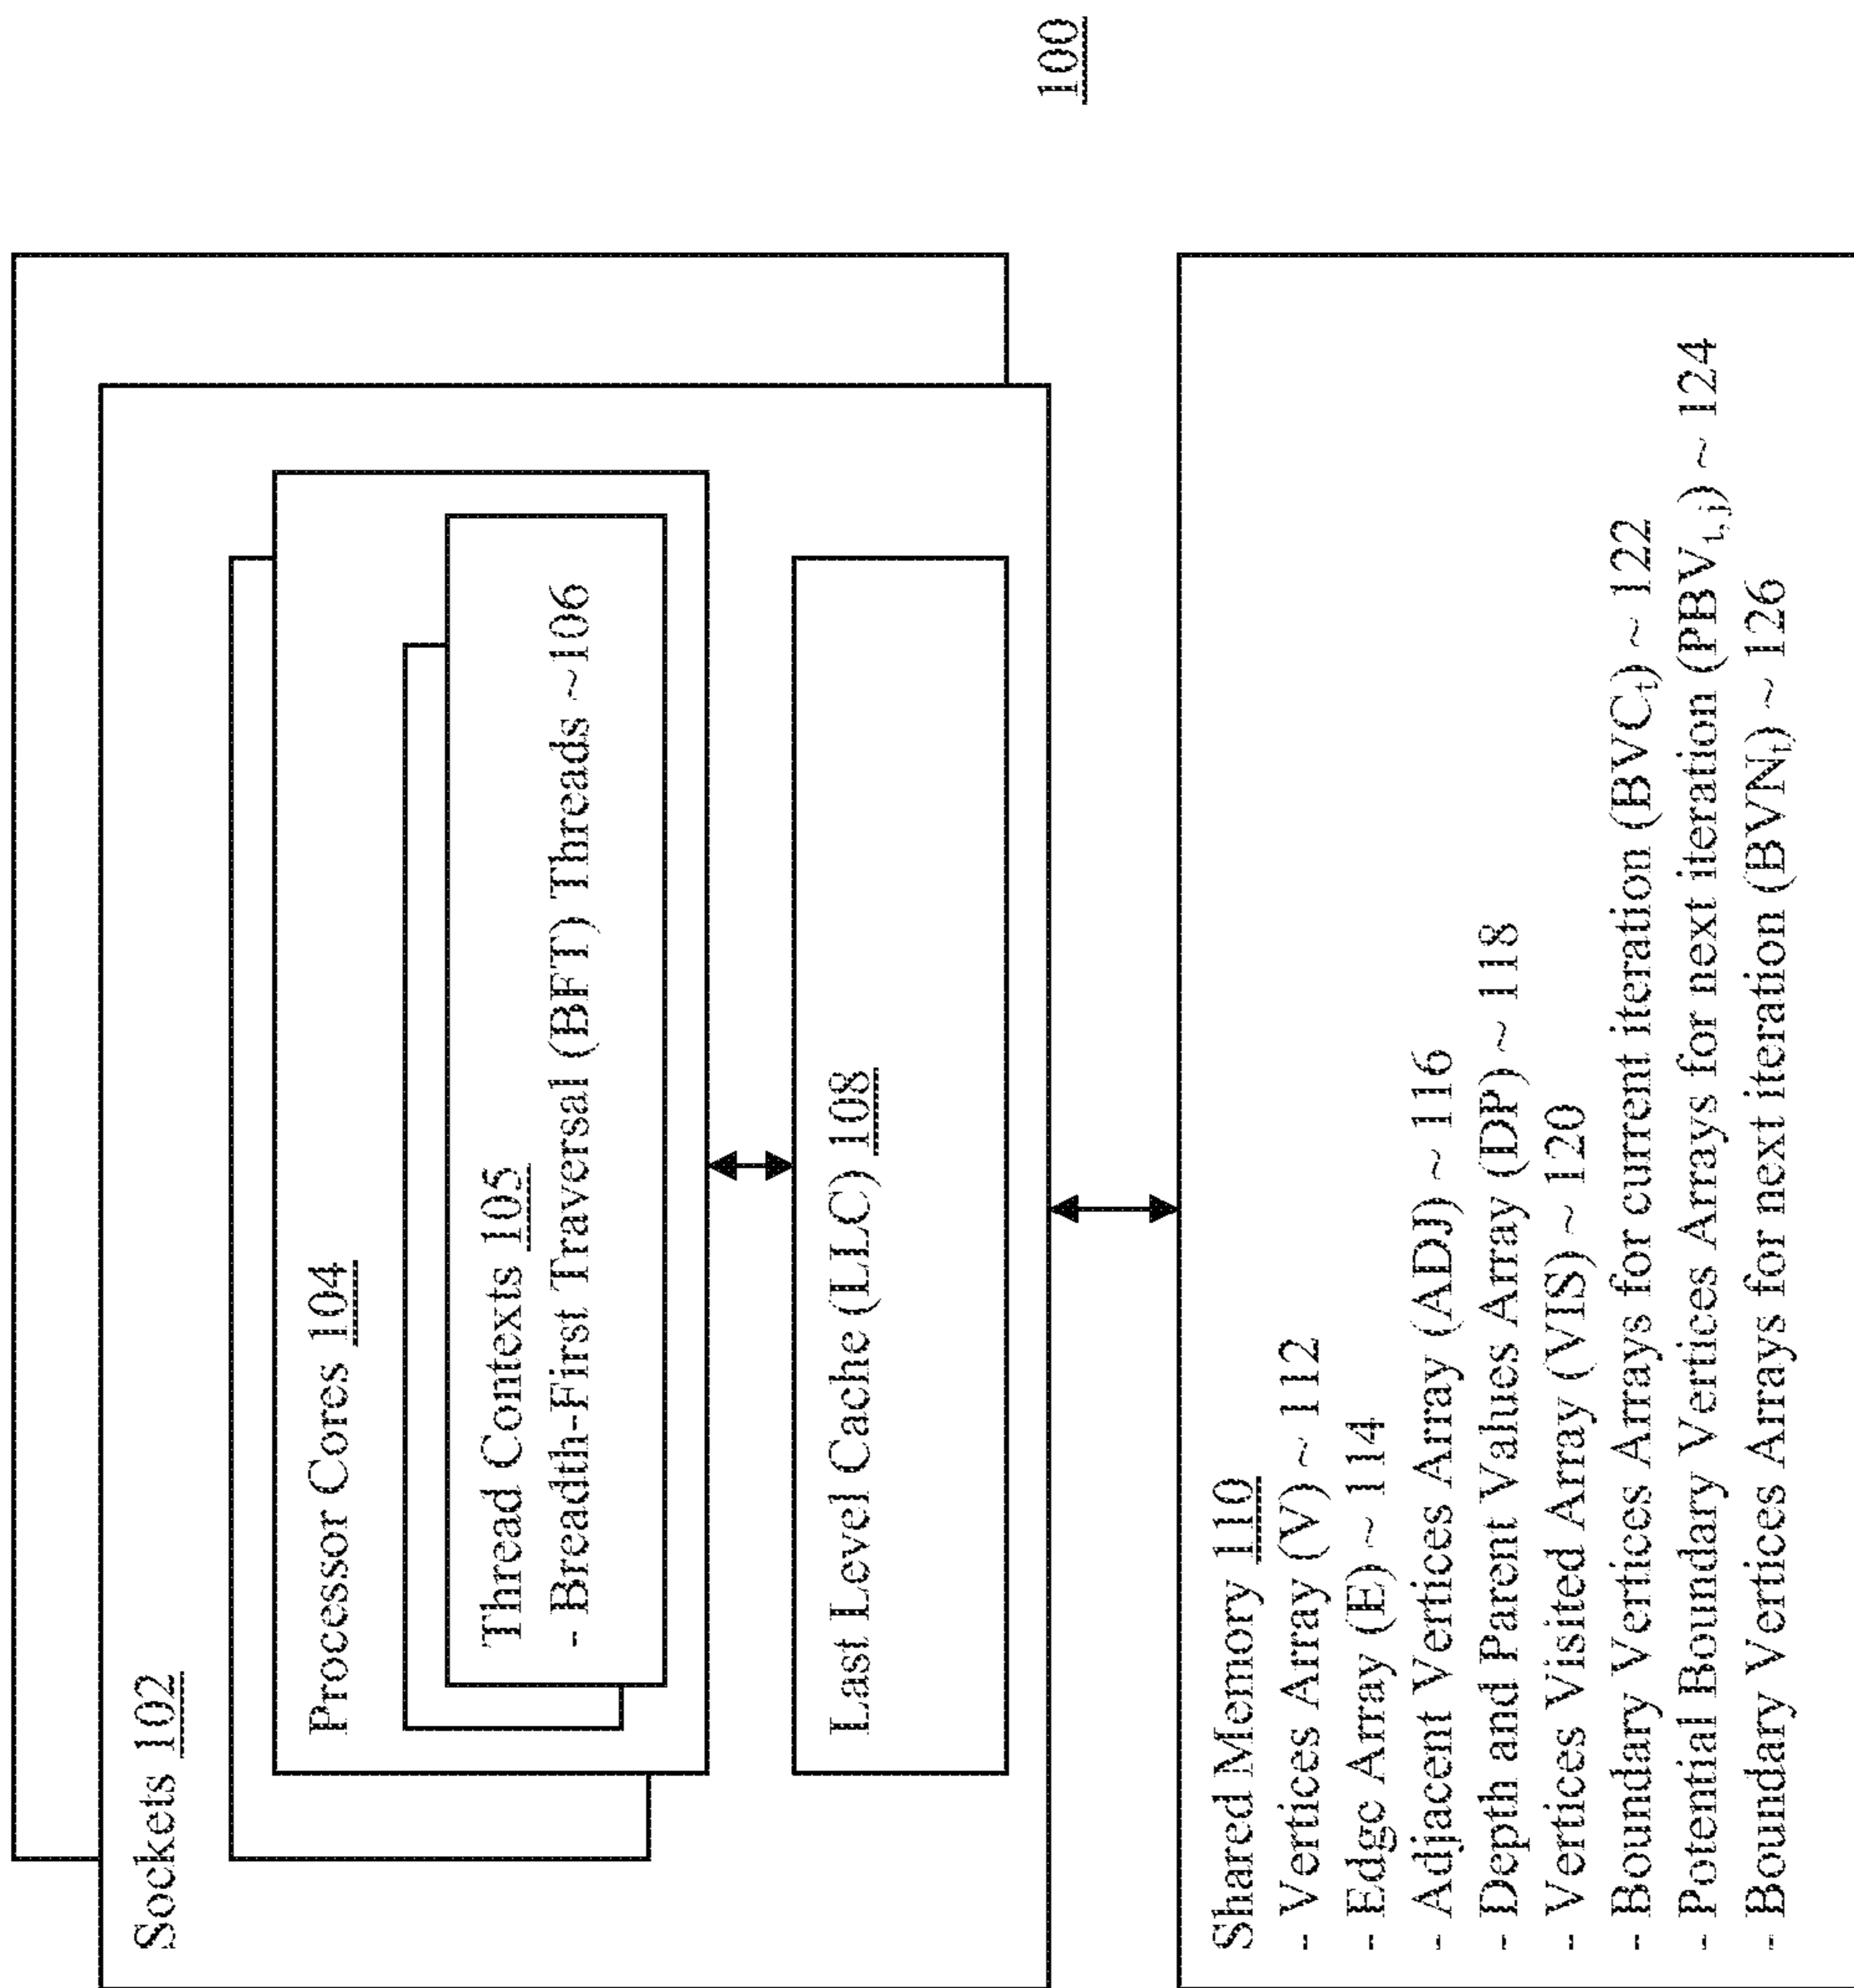 Sockets 102
Processor Cores 104
Thread Contexts 105
- Breadth-First Traversal (BFT) Threads ~106
Last Level Cache (LLC) 108
Shared Memory 110
- Vertices Array (V) ~ 112
- Edge Array (E) ~ 114
- Adjacent Vertices Array (ADJ) ~ 116
- Depth and Parent Values Array (DP) ~ 118
- Vertices Visited Array (VIS) ~ 120
- Boundary Vertices Arrays for current iteration (BVCₜ) ~ 122
- Potential Boundary Vertices Arrays for next iteration (PBVₜ,ⱼ) ~ 124
- Boundary Vertices Arrays for next iteration (BVNₜ) ~ 126
100